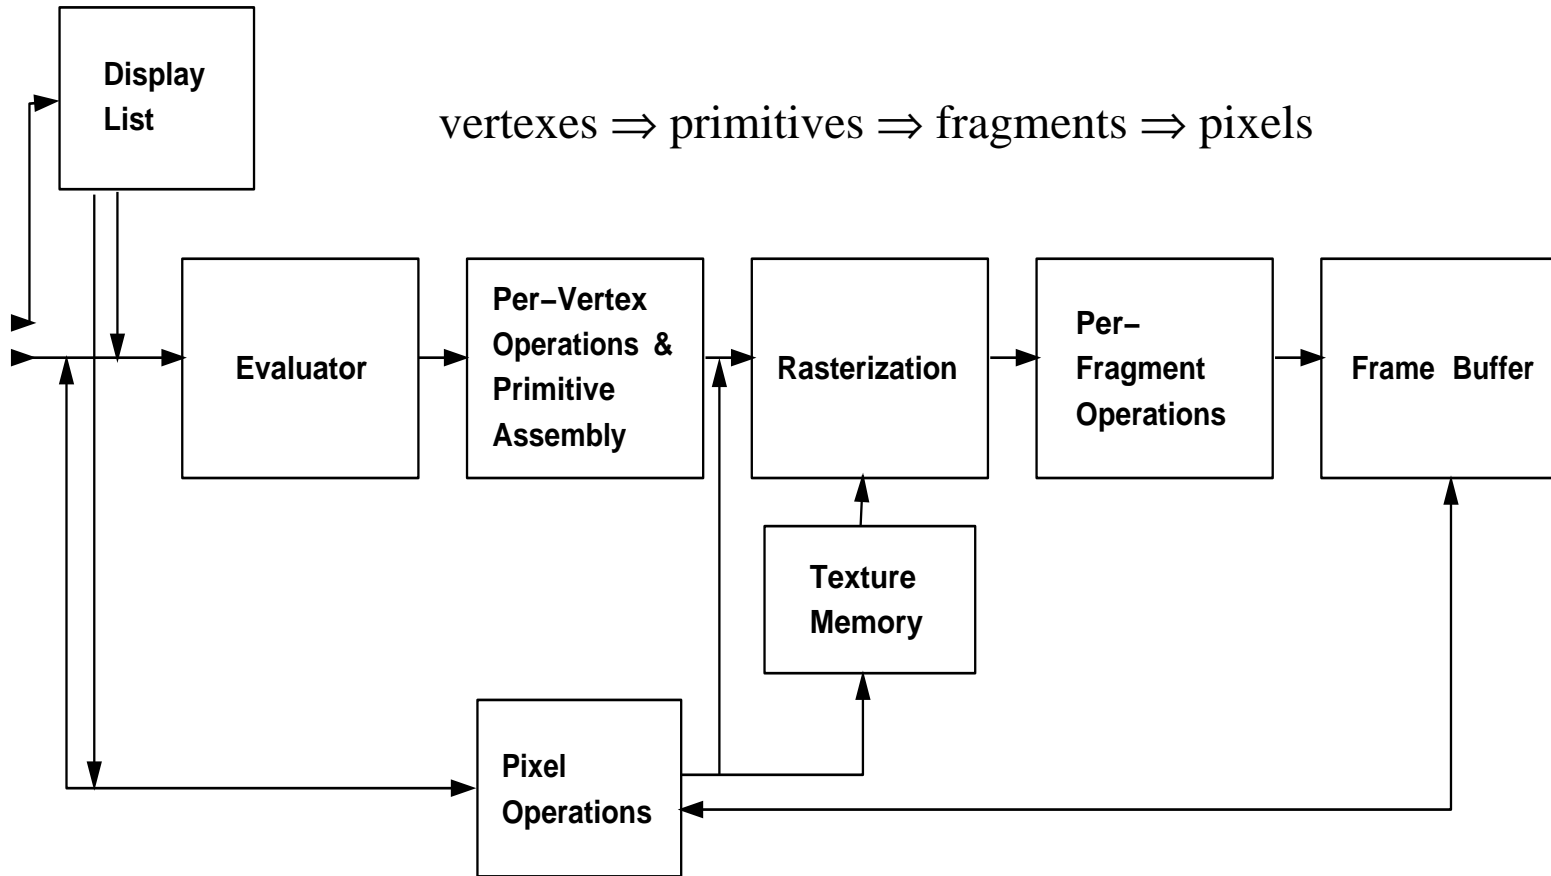 Display
List
vertexes ⇒ primitives ⇒ fragments ⇒ pixels
Evaluator
Per−Vertex
Operations &
Primitive
Assembly
Rasterization
Per−
Fragment
Operations
Frame Buffer
Texture
Memory
Pixel
Operations